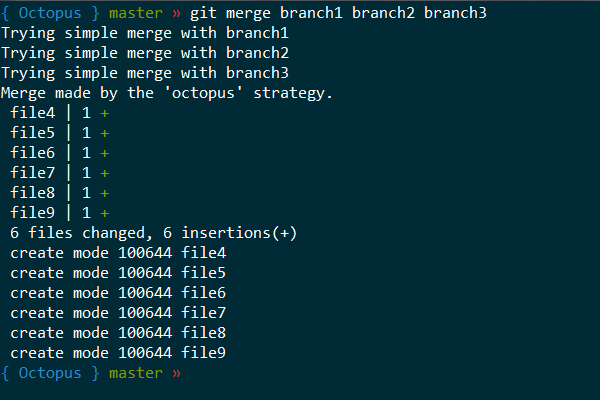 { Octopus } master » git merge branch1 branch2 branch3
Trying simple merge with branch1
Trying simple merge with branch2
Trying simple merge with branch3
Merge made by the 'octopus' strategy.
 file4 | 1 +
 file5 | 1 +
 file6 | 1 +
 file7 | 1 +
 file8 | 1 +
 file9 | 1 +
 6 files changed, 6 insertions(+)
 create mode 100644 file4
 create mode 100644 file5
 create mode 100644 file6
 create mode 100644 file7
 create mode 100644 file8
 create mode 100644 file9
{ Octopus } master »